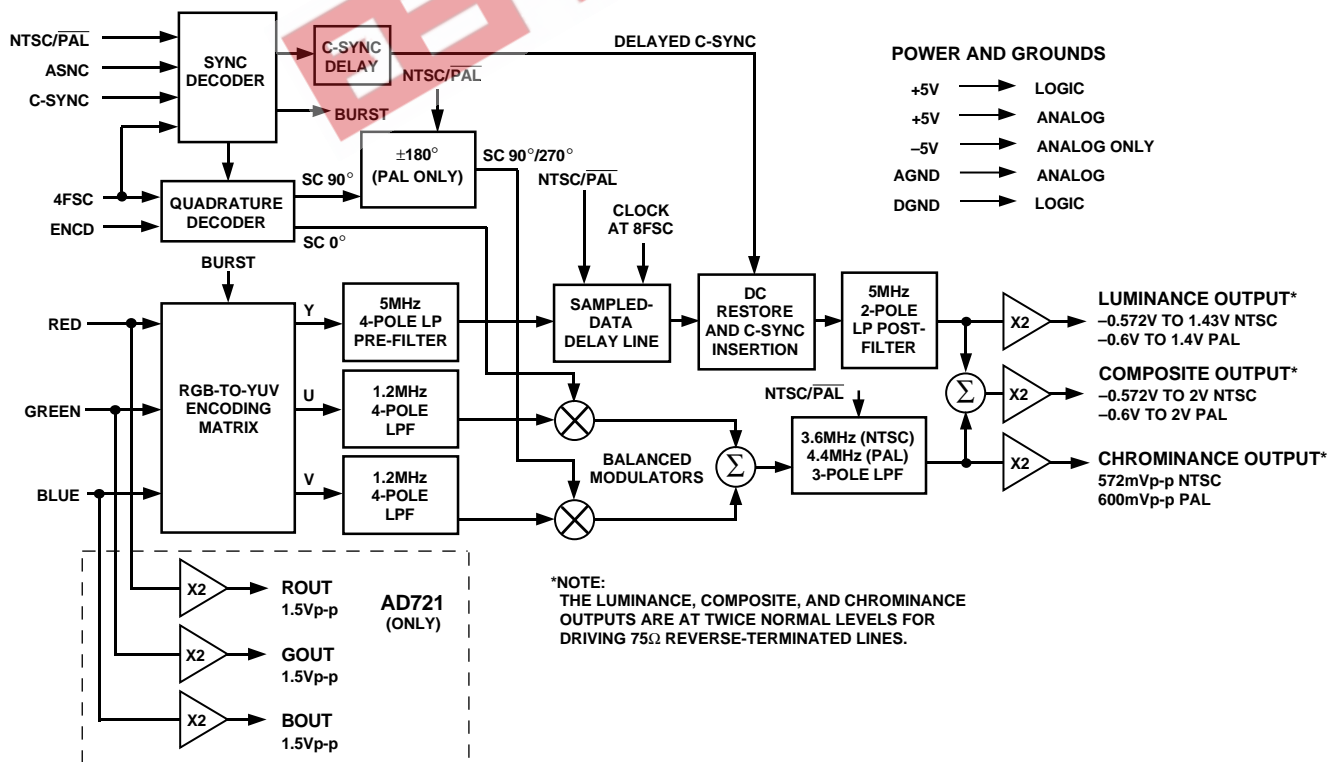 NTSC/PAL
ASNC
C-SYNC
SYNC
DECODER
C-SYNC
DELAY
DELAYED C-SYNC
NTSC/PAL
BURST
±180°
(PAL ONLY)
SC 90°/270°
SC 90°
4FSC
ENCD
QUADRATURE
DECODER
SC 0°
NTSC/PAL
CLOCK
AT 8FSC
POWER AND GROUNDS
+5V LOGIC
+5V ANALOG
–5V ANALOG ONLY
AGND ANALOG
DGND LOGIC
BURST
RED
GREEN
BLUE
RGB-TO-YUV
ENCODING
MATRIX
Y
U
V
5MHz
4-POLE LP
PRE-FILTER
1.2MHz
4-POLE
LPF
1.2MHz
4-POLE
LPF
SAMPLED-
DATA
DELAY LINE
DC
RESTORE
AND C-SYNC
INSERTION
5MHz
2-POLE
LP POST-
FILTER
BALANCED
MODULATORS
Σ
NTSC/PAL
3.6MHz (NTSC)
4.4MHz (PAL)
3-POLE LPF
Σ
X2
X2
X2
LUMINANCE OUTPUT*
–0.572V TO 1.43V NTSC
–0.6V TO 1.4V PAL
COMPOSITE OUTPUT*
–0.572V TO 2V NTSC
–0.6V TO 2V PAL
CHROMINANCE OUTPUT*
572mVp-p NTSC
600mVp-p PAL
X2
ROUT
1.5Vp-p
X2
GOUT
1.5Vp-p
X2
BOUT
1.5Vp-p
AD721
(ONLY)
*NOTE:
THE LUMINANCE, COMPOSITE, AND CHROMINANCE
OUTPUTS ARE AT TWICE NORMAL LEVELS FOR
DRIVING 75Ω REVERSE-TERMINATED LINES.